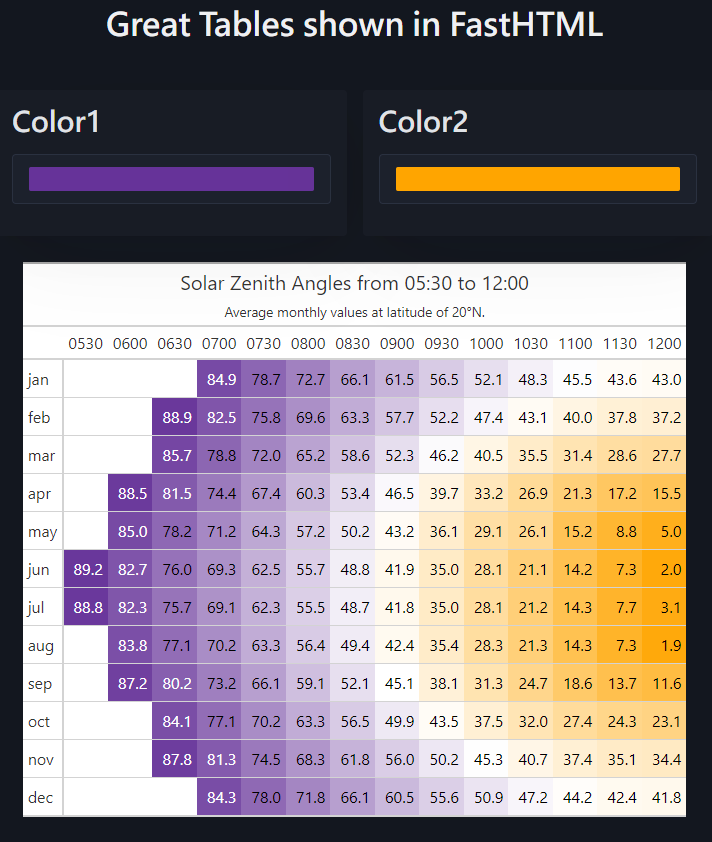 Great Tables shown in FastHTML
Color1 Color2
Solar Zenith Angles from 05:30 to 12:00
Average monthly values at latitude of 20°N.
0530 0600 0630 0700 0730 0800 0830 0900 0930 1000 1030 1100 1130 1200
jan 84.9 78.7 72.7 66.1 61.5 56.5 52.1 48.3 45.5 43.6 43.0
feb 88.9 82.5 75.8 69.6 63.3 57.7 52.2 47.4 43.1 40.0 37.8 37.2
mar 85.7 78.8 72.0 65.2 58.6 52.3 46.2 40.5 35.5 31.4 28.6 27.7
apr 88.5 81.5 74.4 67.4 60.3 53.4 46.5 39.7 33.2 26.9 21.3 17.2 15.5
may 85.0 78.2 71.2 64.3 57.2 50.2 43.2 36.1 29.1 26.1 15.2 8.8 5.0
jun 89.2 82.7 76.0 69.3 62.5 55.7 48.8 41.9 35.0 28.1 21.1 14.2 7.3 2.0
jul 88.8 82.3 75.7 69.1 62.3 55.5 48.7 41.8 35.0 28.1 21.2 14.3 7.7 3.1
aug 83.8 77.1 70.2 63.3 56.4 49.4 42.4 35.4 28.3 21.3 14.3 7.3 1.9
sep 87.2 80.2 73.2 66.1 59.1 52.1 45.1 38.1 31.3 24.7 18.6 13.7 11.6
oct 84.1 77.1 70.2 63.3 56.5 49.9 43.5 37.5 32.0 27.4 24.3 23.1
nov 87.8 81.3 74.5 68.3 61.8 56.0 50.2 45.3 40.7 37.4 35.1 34.4
dec 84.3 78.0 71.8 66.1 60.5 55.6 50.9 47.2 44.2 42.4 41.8